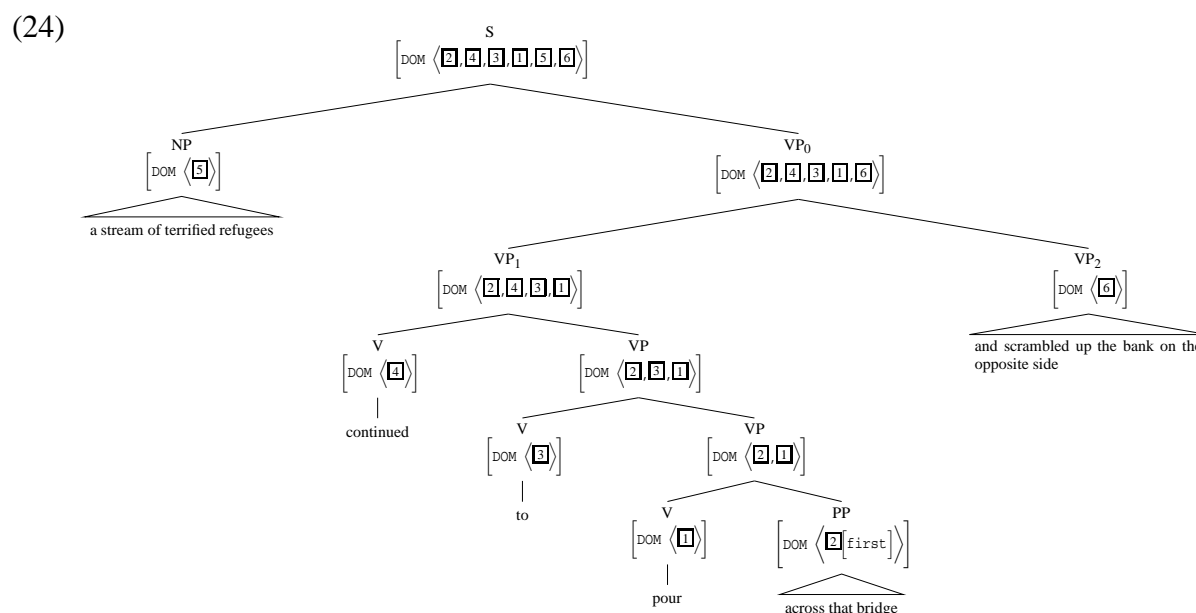 (24)
S
[DOM ⟨2, 4, 3, 1, 5, 6⟩]
NP
VP0
[DOM ⟨5⟩]
[DOM ⟨2, 4, 3, 1, 6⟩]
a stream of terrified refugees
VP1
VP2
[DOM ⟨2, 4, 3, 1⟩]
[DOM ⟨6⟩]
V
VP
and scrambled up the bank on the
opposite side
[DOM ⟨4⟩]
[DOM ⟨2, 3, 1⟩]
continued
V
VP
[DOM ⟨3⟩]
[DOM ⟨2, 1⟩]
to
V
PP
[DOM ⟨1⟩]
[DOM ⟨2[first]⟩]
pour
across that bridge